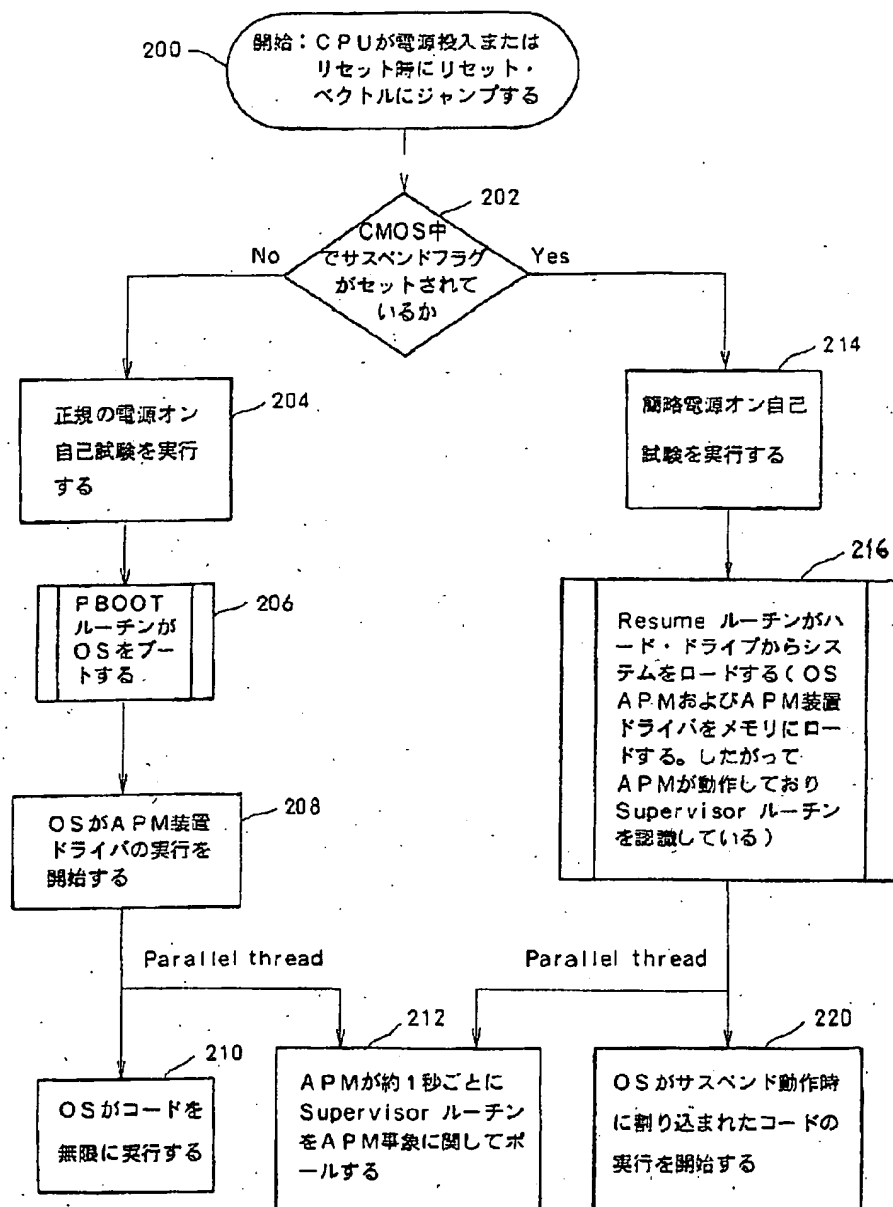 200
開始：ＣＰＵが電源投入または
リセット時にリセット・
ベクトルにジャンプする
202
CMOS中
でサスペンドフラグ
がセットされて
いるか
No
Yes
204
正規の電源オン
自己試験を実行
する
214
簡略電源オン自己
試験を実行する
206
PBOOT
ルーチンが
OSをブー
トする
216
Resume ルーチンがハ
ード・ドライブからシス
テムをロードする（OS
APMおよびAPM装置
ドライバをメモリにロー
ドする。したがって
APMが動作しており
Supervisor ルーチン
を認識している）
208
OSがAPM装置
ドライバの実行を
開始する
Parallel thread
Parallel thread
210
OSがコードを
無限に実行する
212
APMが約1秒ごとに
Supervisor ルーチン
をAPM事象に関してポ
ールする
220
OSがサスペンド動作時
に割り込まれたコードの
実行を開始する